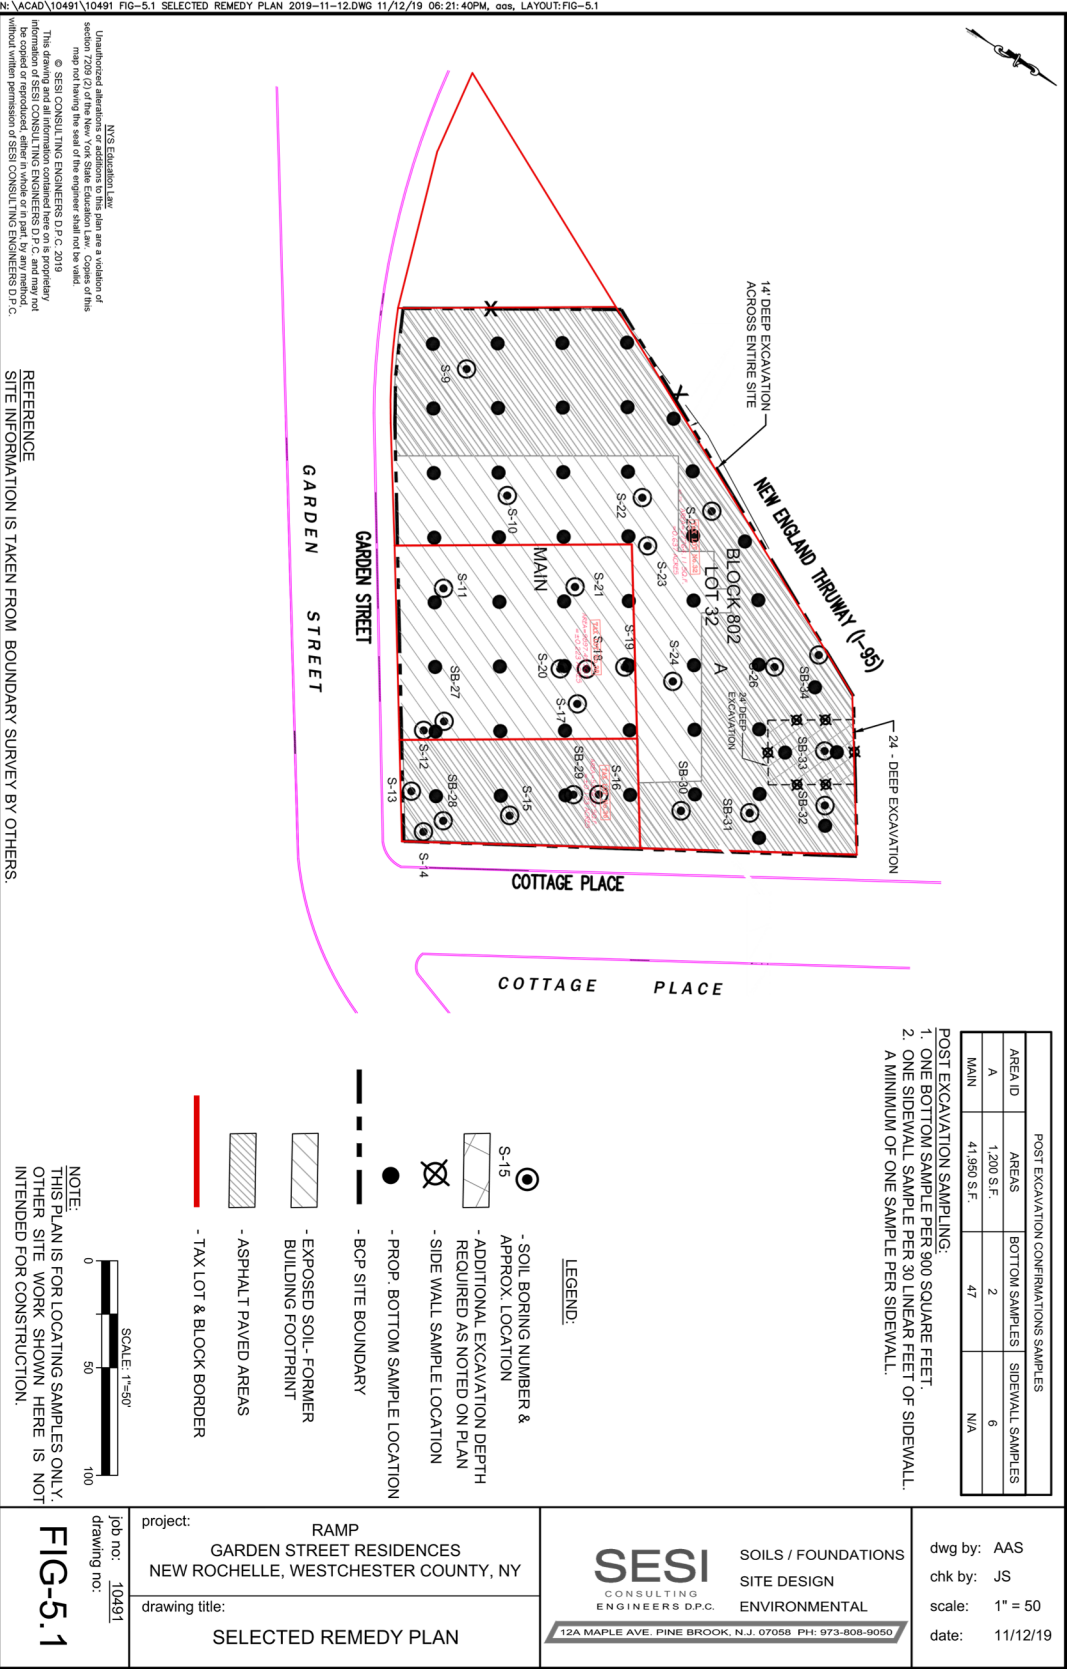 N:\ACAD\10491\10491 FIG-5.1 SELECTED REMEDY PLAN 2019-11-12.DWG 11/12/19 06:21:40PM, aas, LAYOUT:FIG-5.1
NYS Education Law
Unauthorized alterations or additions to this plan are a violation of
section 7209 (2) of the New York State Education Law. Copies of this
map not having the seal of the engineer shall not be valid.
© SESI CONSULTING ENGINEERS D.P.C. 2019
This drawing and all information contained here on is proprietary
information of SESI CONSULTING ENGINEERS D.P.C. and may not
be copied or reproduced, either in whole or in part, by any method,
without written permission of SESI CONSULTING ENGINEERS D.P.C.
REFERENCE
SITE INFORMATION IS TAKEN FROM BOUNDARY SURVEY BY OTHERS.
14' DEEP EXCAVATION
ACROSS ENTIRE SITE
NEW ENGLAND THRUWAY (I-95)
24 - DEEP EXCAVATION
24' DEEP
EXCAVATION
BLOCK 802
LOT 32
A
MAIN
GARDEN STREET
GARDEN STREET
COTTAGE PLACE
COTTAGE PLACE
S-9
S-10
S-11
S-12
S-13
S-14
S-15
S-16
S-17
S-18
S-19
S-20
S-21
S-22
S-23
S-24
S-25
S-26
SB-27
SB-28
SB-29
SB-30
SB-31
SB-32
SB-33
SB-34
POST EXCAVATION CONFIRMATIONS SAMPLES
AREA ID AREAS BOTTOM SAMPLES SIDEWALL SAMPLES
A 1,200 S.F. 2 6
MAIN 41,950 S.F. 47 N/A
POST EXCAVATION SAMPLING:
1. ONE BOTTOM SAMPLE PER 900 SQUARE FEET.
2. ONE SIDEWALL SAMPLE PER 30 LINEAR FEET OF SIDEWALL.
A MINIMUM OF ONE SAMPLE PER SIDEWALL.
LEGEND:
S-15
- SOIL BORING NUMBER &
APPROX. LOCATION
- ADDITIONAL EXCAVATION DEPTH
REQUIRED AS NOTED ON PLAN
- SIDE WALL SAMPLE LOCATION
- PROP. BOTTOM SAMPLE LOCATION
- BCP SITE BOUNDARY
- EXPOSED SOIL- FORMER
BUILDING FOOTPRINT
- ASPHALT PAVED AREAS
- TAX LOT & BLOCK BORDER
SCALE: 1"=50'
0 50 100
NOTE:
THIS PLAN IS FOR LOCATING SAMPLES ONLY.
OTHER SITE WORK SHOWN HERE IS NOT
INTENDED FOR CONSTRUCTION.
job no: 10491
drawing no:
FIG-5.1
project:
RAMP
GARDEN STREET RESIDENCES
NEW ROCHELLE, WESTCHESTER COUNTY, NY
drawing title:
SELECTED REMEDY PLAN
SESI
CONSULTING
ENGINEERS D.P.C.
SOILS / FOUNDATIONS
SITE DESIGN
ENVIRONMENTAL
12A MAPLE AVE. PINE BROOK, N.J. 07058 PH: 973-808-9050
dwg by: AAS
chk by: JS
scale: 1" = 50
date: 11/12/19